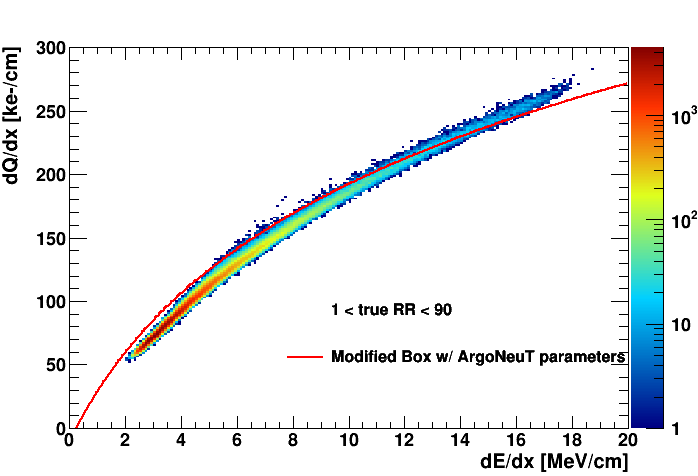 dQ/dx [ke-/cm]
300
250
200
150
100
50
0
0 2 4 6 8 10 12 14 16 18 20
dE/dx [MeV/cm]
1 < true RR < 90
Modified Box w/ ArgoNeuT parameters
10³
10²
10
1